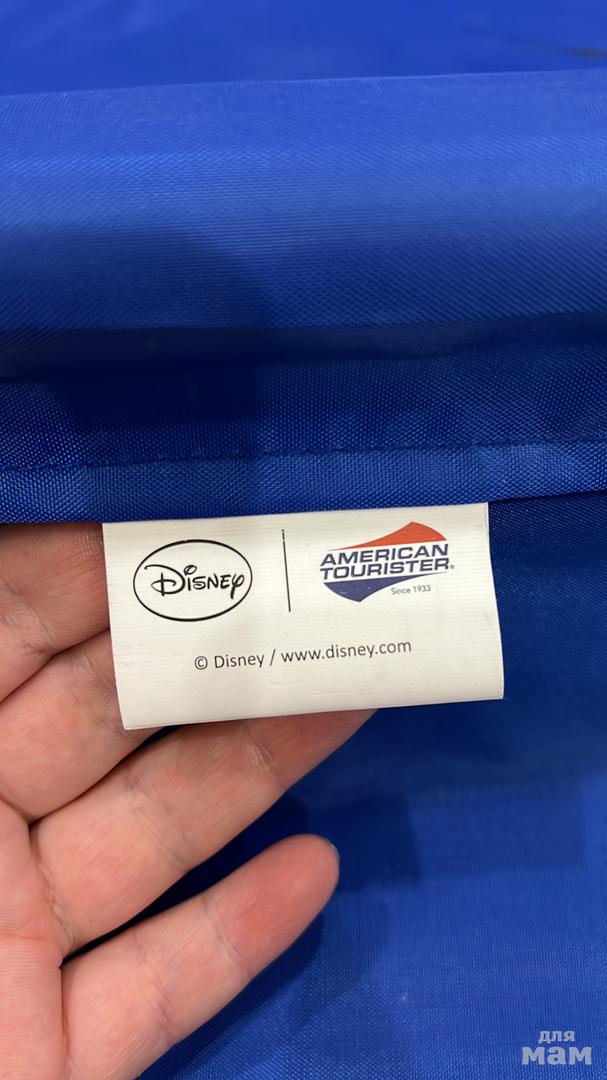 Disney
AMERICAN
TOURISTER®
Since 1933
© Disney / www.disney.com
для
мам